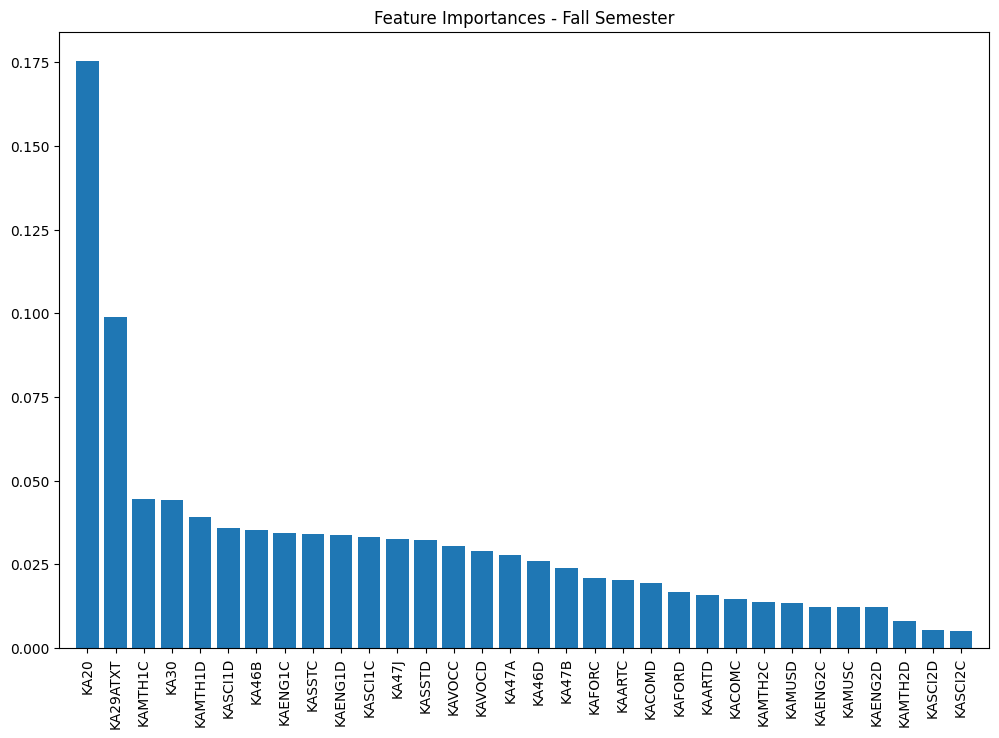 Feature Importances - Fall Semester
0.175
0.150
0.125
0.100
0.075
0.050
0.025
0.000
KA20
KA29ATXT
KAMTH1C
KA30
KAMTH1D
KASCI1D
KA46B
KAENG1C
KASSTC
KAENG1D
KASCI1C
KA47J
KASSTD
KAVOCC
KAVOCD
KA47A
KA46D
KA47B
KAFORC
KAARTC
KACOMD
KAFORD
KAARTD
KACOMC
KAMTH2C
KAMUSD
KAENG2C
KAMUSC
KAENG2D
KAMTH2D
KASCI2D
KASCI2C